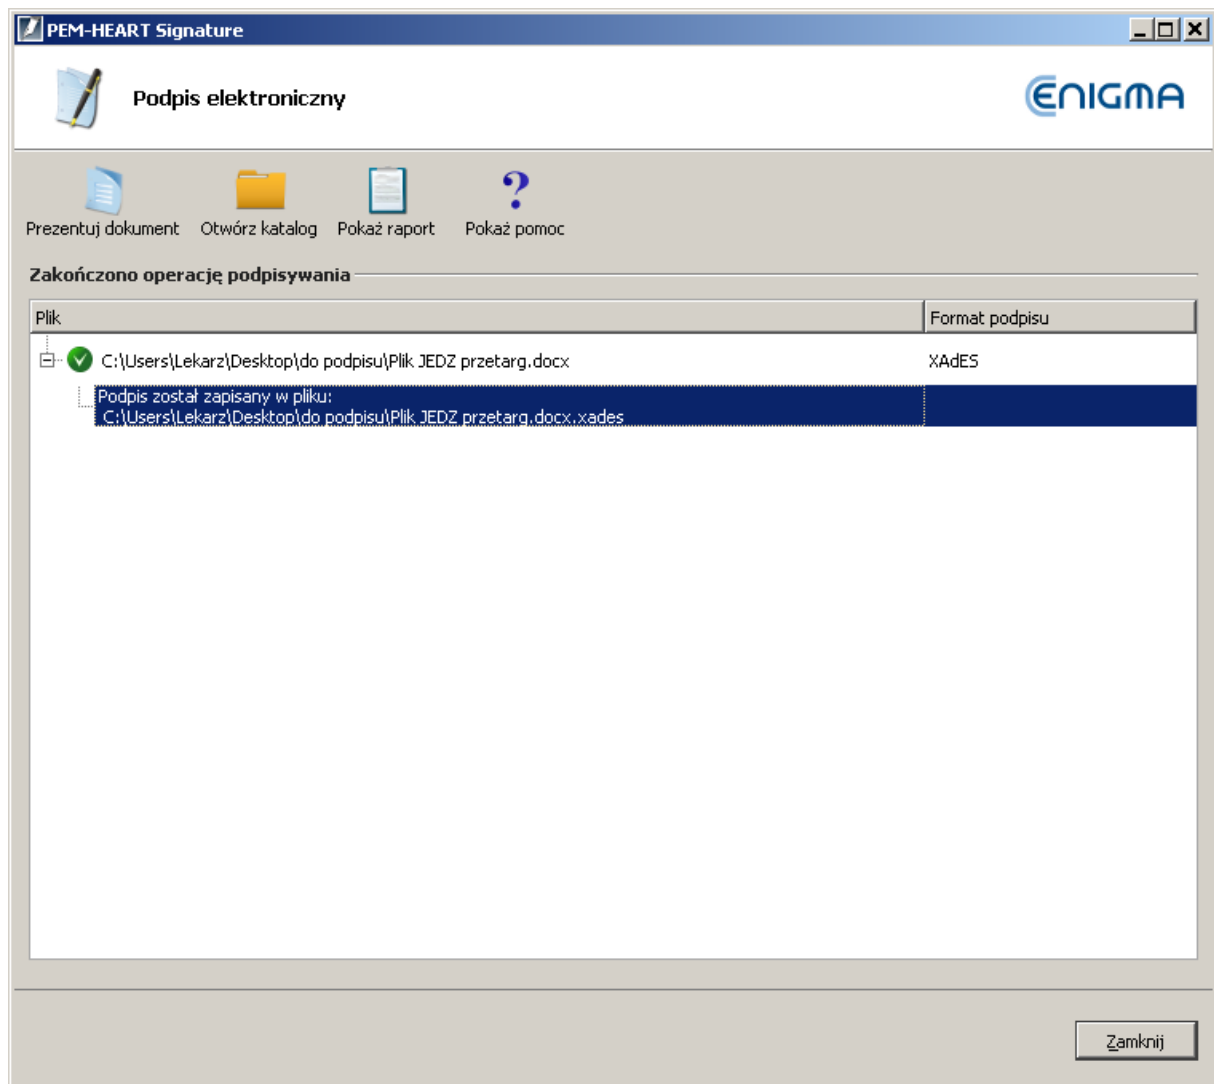 PEM-HEART Signature
Podpis elektroniczny
ENIGMA
?
Prezentuj dokument Otwórz katalog Pokaż raport Pokaż pomoc
Zakończono operację podpisywania
Plik Format podpisu
C:\Users\Lekarz\Desktop\do podpisu\Plik JEDZ przetarg.docx XAdES
Podpis został zapisany w pliku:
C:\Users\Lekarz\Desktop\do podpisu\Plik JEDZ przetarg.docx.xades
Zamknij